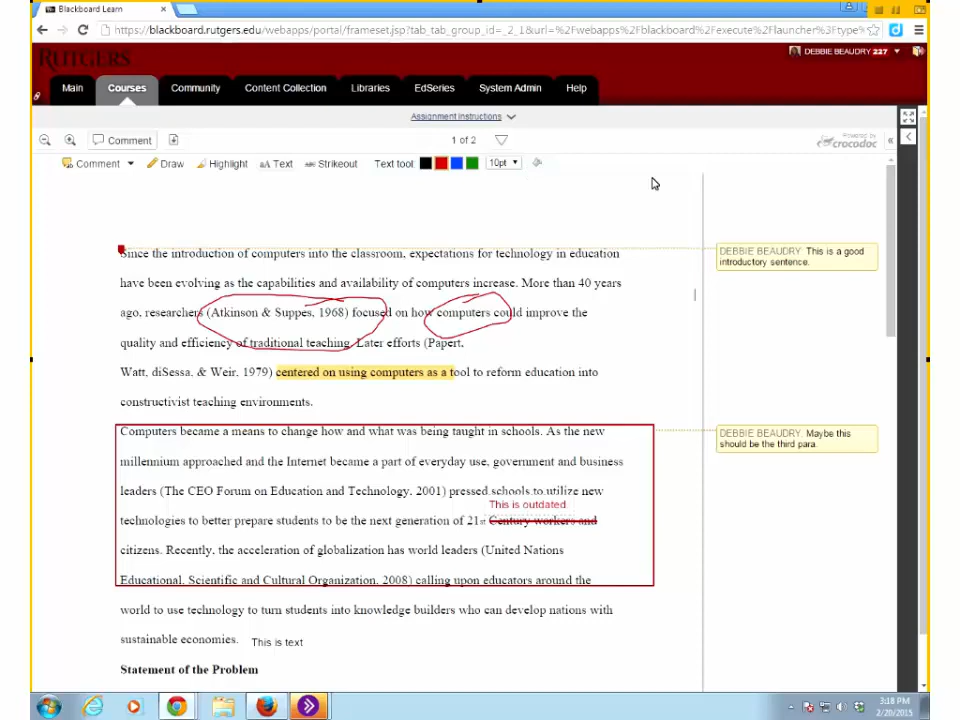 Blackboard Learn
https://blackboard.rutgers.edu/webapps/portal/frameset.jsp?tab_tab_group_id=_2_1&url=%2Fwebapps%2Fblackboard%2Fexecute%2Flauncher%3Ftype%
RUTGERS
DEBBIE BEAUDRY 227
Main Courses Community Content Collection Libraries EdSeries System Admin Help
Assignment Instructions
Comment 1 of 2 Powered by crocodoc
Comment Draw Highlight Text Strikeout Text tool 10pt
Since the introduction of computers into the classroom, expectations for technology in education
DEBBIE BEAUDRY: This is a good
introductory sentence.
have been evolving as the capabilities and availability of computers increase. More than 40 years
ago, researchers (Atkinson & Suppes, 1968) focused on how computers could improve the
quality and efficiency of traditional teaching. Later efforts (Papert,
Watt, diSessa, & Weir, 1979) centered on using computers as a tool to reform education into
constructivist teaching environments.
Computers became a means to change how and what was being taught in schools. As the new
DEBBIE BEAUDRY: Maybe this
should be the third para.
millennium approached and the Internet became a part of everyday use, government and business
leaders (The CEO Forum on Education and Technology, 2001) pressed schools to utilize new
This is outdated.
technologies to better prepare students to be the next generation of 21st Century workers and
citizens. Recently, the acceleration of globalization has world leaders (United Nations
Educational, Scientific and Cultural Organization, 2008) calling upon educators around the
world to use technology to turn students into knowledge builders who can develop nations with
sustainable economies. This is text
Statement of the Problem
3:18 PM
2/20/2015